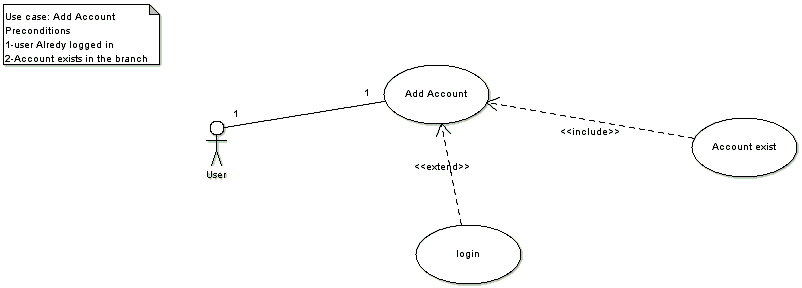 Use case: Add Account
Preconditions
1-user Alredy logged in
2-Account exists in the branch
1
Add Account
1
<<include>>
Account exist
User
<<extend>>
login